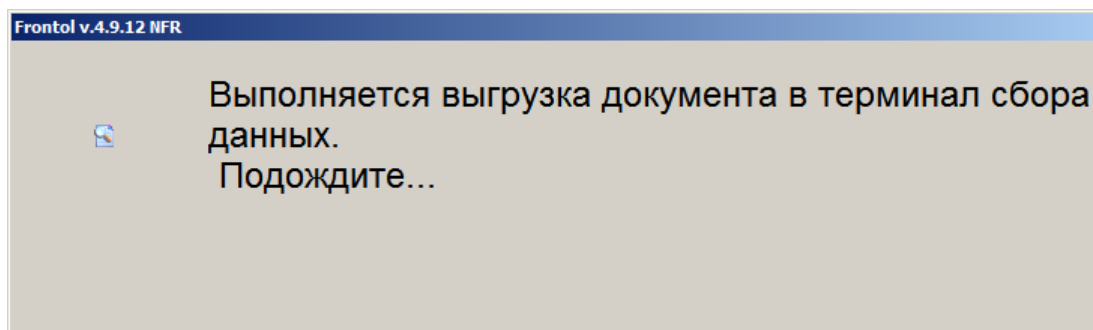 Frontol v.4.9.12 NFR
Выполняется выгрузка документа в терминал сбора
данных.
Подождите...